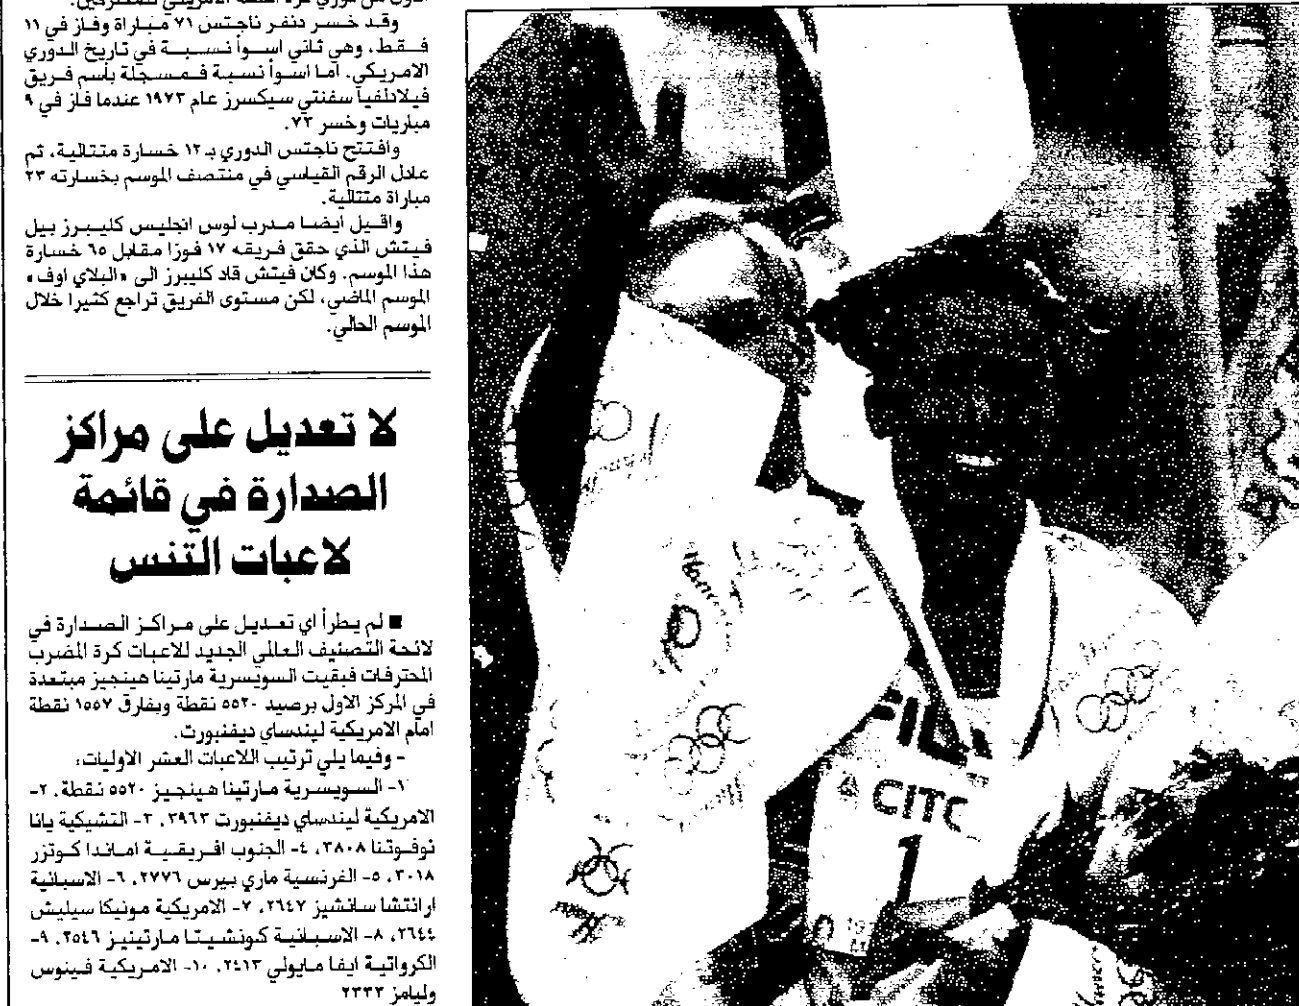 الاول من دوري كرة السلة الامريكي للمحترفين.
وقد خسر دنفر ناجتس ٧١ مباراة وفاز في ١١
فقط، وهي ثاني اسوأ نسبة في تاريخ الدوري
الامريكي. اما اسوأ نسبة فمسجلة بأسم فريق
فيلادلفيا سفنتي سيكسرز عام ١٩٧٣ عندما فاز في ٩
مباريات وخسر ٧٣.
وافتتح ناجتس الدوري بـ ١٢ خسارة متتالية، ثم
عادل الرقم القياسي في منتصف الموسم بخسارته ٢٣
مباراة متتالية.
واقيل أيضا مدرب لوس انجليس كليبرز بيل
فيتش الذي حقق فريقه ١٧ فوزا مقابل ٦٥ خسارة
هذا الموسم. وكان فيتش قاد كليبرز الى «البلاي اوف»
الموسم الماضي، لكن مستوى الفريق تراجع كثيرا خلال
الموسم الحالي.
لا تعديل على مراكز
الصدارة في قائمة
لاعبات التنس
■ لم يطرأ اي تعديل على مراكز الصدارة في
لائحة التصنيف العالمي الجديد للاعبات كرة المضرب
المحترفات فبقيت السويسرية مارتينا هينجيز مبتعدة
في المركز الاول برصيد ٥٥٢٠ نقطة وبفارق ١٥٥٧ نقطة
امام الامريكية ليندساي ديفنبورت.
- وفيما يلي ترتيب اللاعبات العشر الاوليات:
١- السويسرية مارتينا هينجيز ٥٥٢٠ نقطة، ٢-
الامريكية ليندساي ديفنبورت ٣٩٦٣، ٣- التشيكية يانا
نوفوتنا ٣٨٠٨، ٤- الجنوب افريقية اماندا كوتزر
٣٠١٨، ٥- الفرنسية ماري بيرس ٢٧٧٦، ٦- الاسبانية
ارانتشا سانشيز ٢٦٤٧، ٧- الامريكية مونيكا سيليش
٢٦٤٤، ٨- الاسبانية كونشيتا مارتينيز ٢٥٤٦، ٩-
الكرواتية ايفا مايولي ٢٤١٣، ١٠- الامريكية فينوس
وليامز ٢٣٣٣
FILA
CITC
1
19